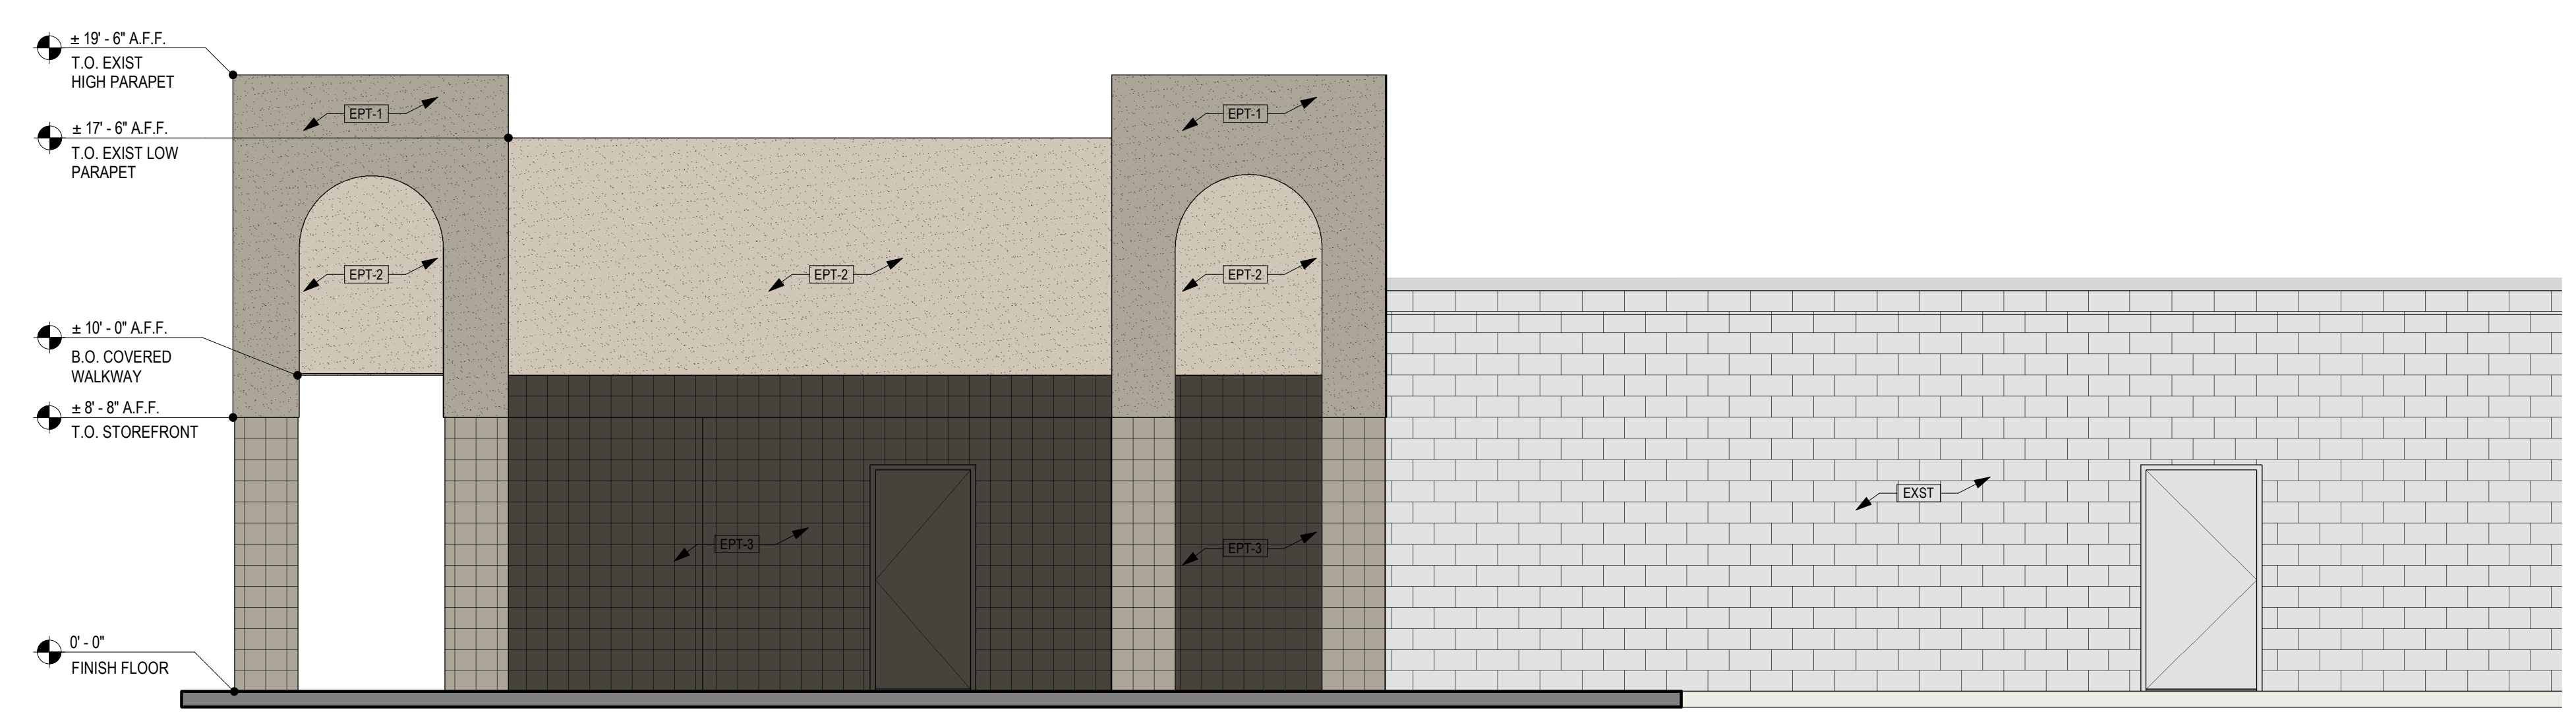 ± 19' - 6" A.F.F.
T.O. EXIST
HIGH PARAPET
EPT-1
EPT-1
± 17' - 6" A.F.F.
T.O. EXIST LOW
PARAPET
EPT-2
EPT-2
EPT-2
± 10' - 0" A.F.F.
B.O. COVERED
WALKWAY
± 8' - 8" A.F.F.
T.O. STOREFRONT
EXST
EPT-3
EPT-3
0' - 0"
FINISH FLOOR